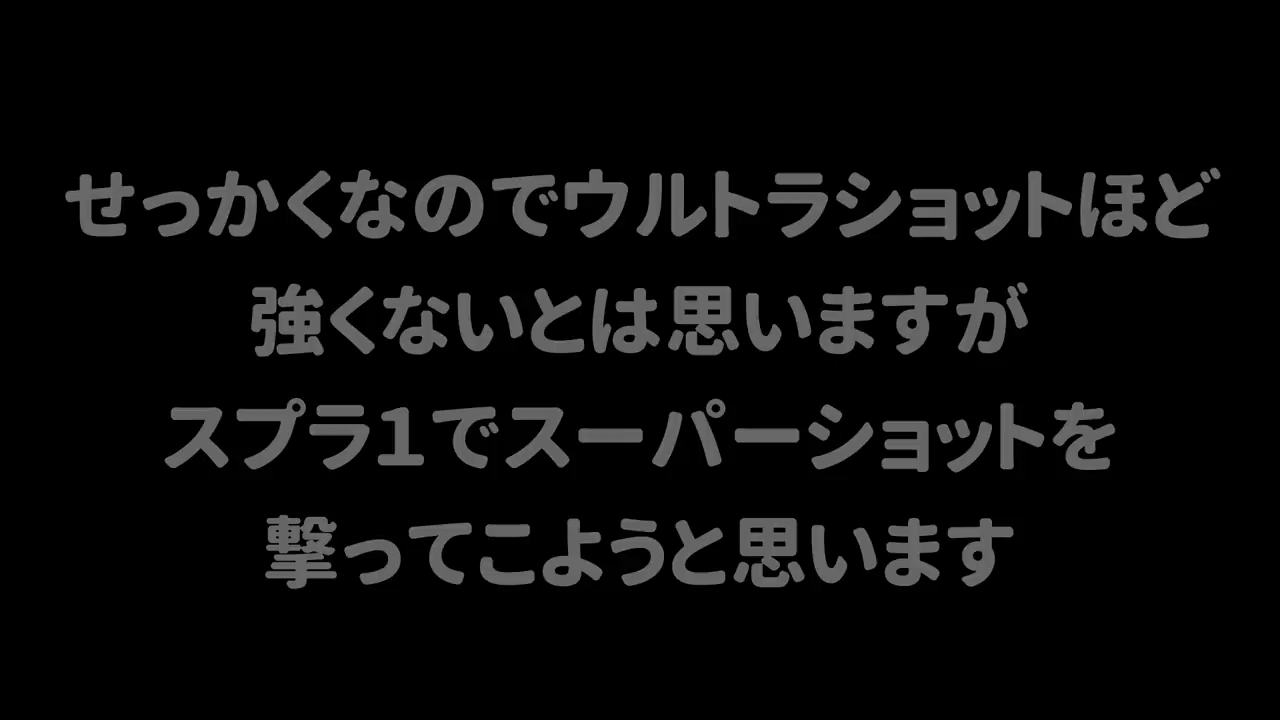 せっかくなのでウルトラショットほど
強くないとは思いますが
スプラ1でスーパーショットを
撃ってこようと思います